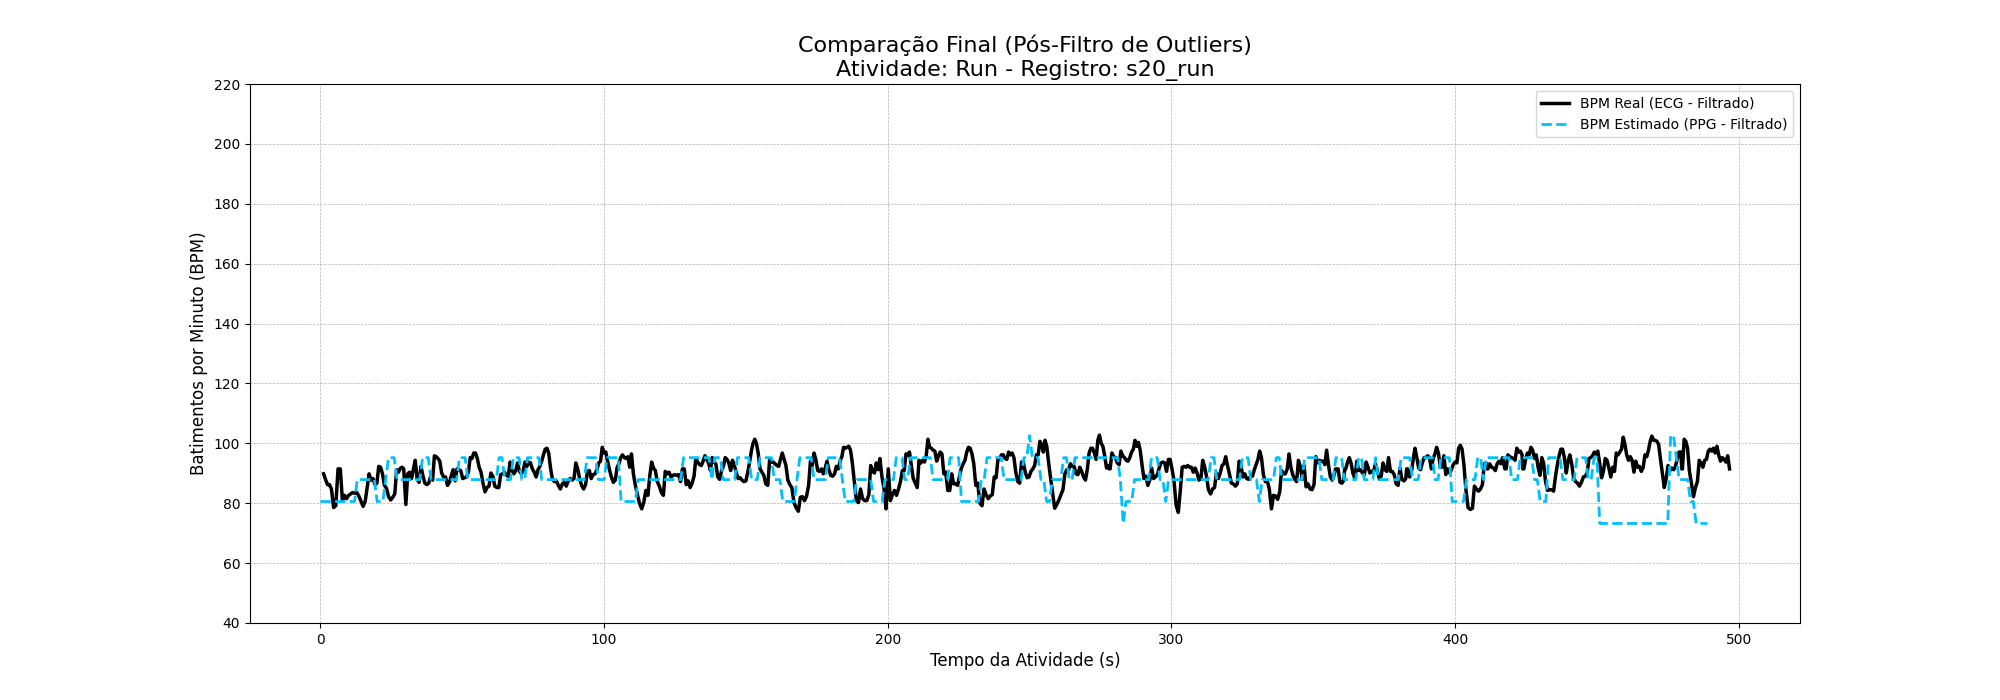 Comparação Final (Pós-Filtro de Outliers)
Atividade: Run - Registro: s20_run
BPM Real (ECG - Filtrado)
BPM Estimado (PPG - Filtrado)
Batimentos por Minuto (BPM)
220
200
180
160
140
120
100
80
60
40
0
100
200
300
400
500
Tempo da Atividade (s)